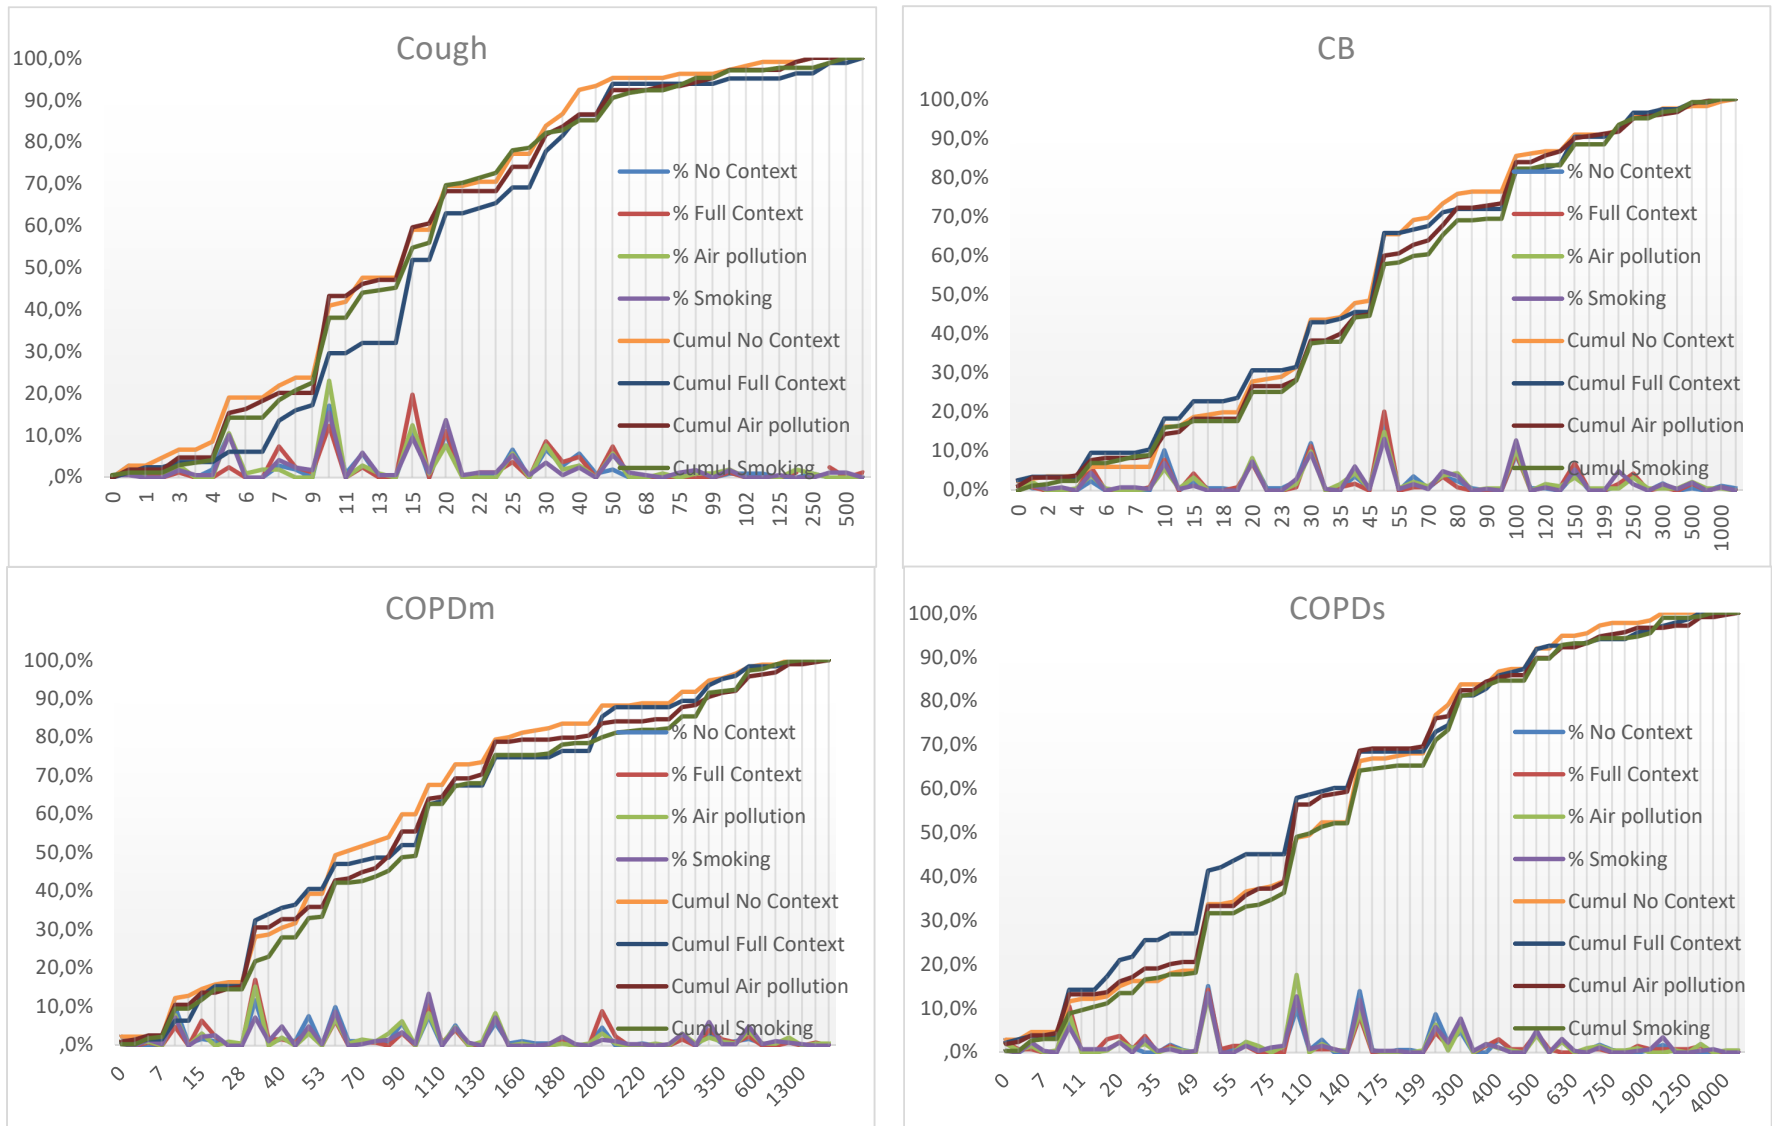 Cough
100,0%
90,0%
80,0%
70,0%
60,0%
50,0%
40,0%
30,0%
20,0%
10,0%
,0%
% No Context
% Full Context
% Air pollution
% Smoking
Cumul No Context
Cumul Full Context
Cumul Air pollution
Cumul Smoking
0 1 3 4 6 7 9 11 13 15 20 22 25 30 40 50 68 75 95 102 125 250 500
CB
100,0%
90,0%
80,0%
70,0%
60,0%
50,0%
40,0%
30,0%
20,0%
10,0%
0,0%
% No Context
% Full Context
% Air pollution
% Smoking
Cumul No Context
Cumul Full Context
Cumul Air pollution
Cumul Smoking
0 2 4 6 7 10 15 18 20 23 30 35 45 55 70 80 90 100 120 150 199 250 300 500 1000
COPDm
100,0%
90,0%
80,0%
70,0%
60,0%
50,0%
40,0%
30,0%
20,0%
10,0%
,0%
% No Context
% Full Context
% Air pollution
% Smoking
Cumul No Context
Cumul Full Context
Cumul Air pollution
Cumul Smoking
0 7 15 28 40 53 70 90 110 130 160 180 200 220 250 350 600 1300
COPDs
100,0%
90,0%
80,0%
70,0%
60,0%
50,0%
40,0%
30,0%
20,0%
10,0%
,0%
% No Context
% Full Context
% Air pollution
% Smoking
Cumul No Context
Cumul Full Context
Cumul Air pollution
Cumul Smoking
0 7 11 20 35 49 55 75 110 140 175 199 300 400 500 630 750 900 1250 4000